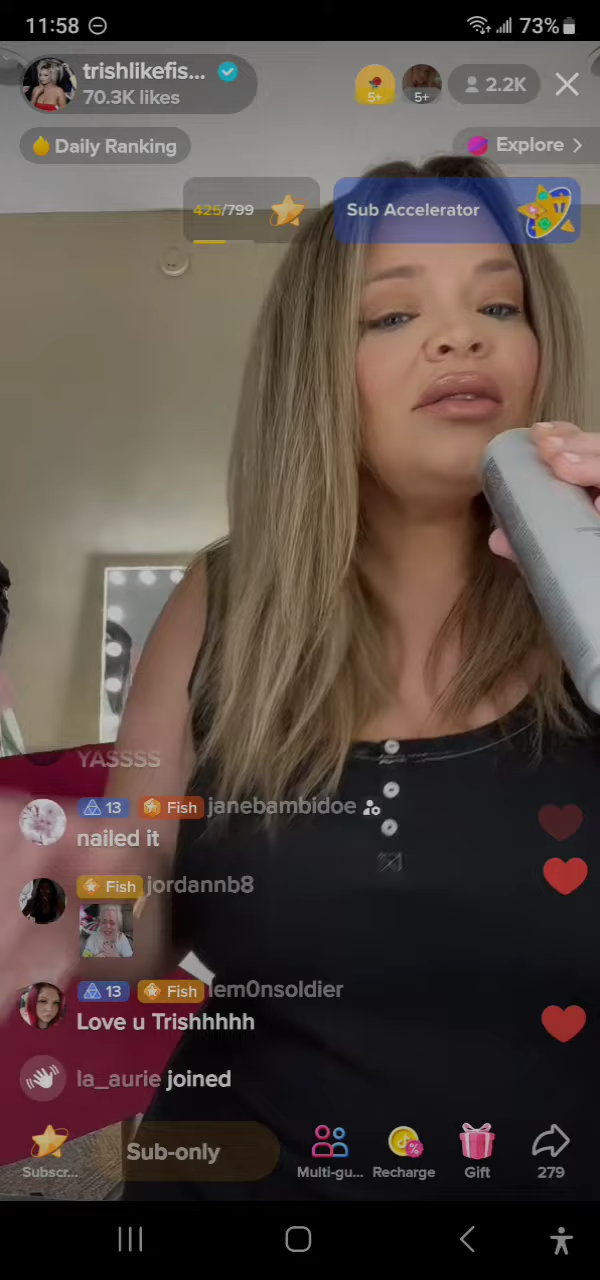 11:58
73%
trishlikefis...
70.3K likes
5+
5+
2.2K
Daily Ranking
Explore >
425/799
Sub Accelerator
YASSSS
13 Fish janebambidoe
nailed it
Fish jordannb8
13 Fish lem0nsoldier
Love u Trishhhhh
la_aurie joined
Sub-only
Subscr...
Multi-gu...
Recharge
Gift
279